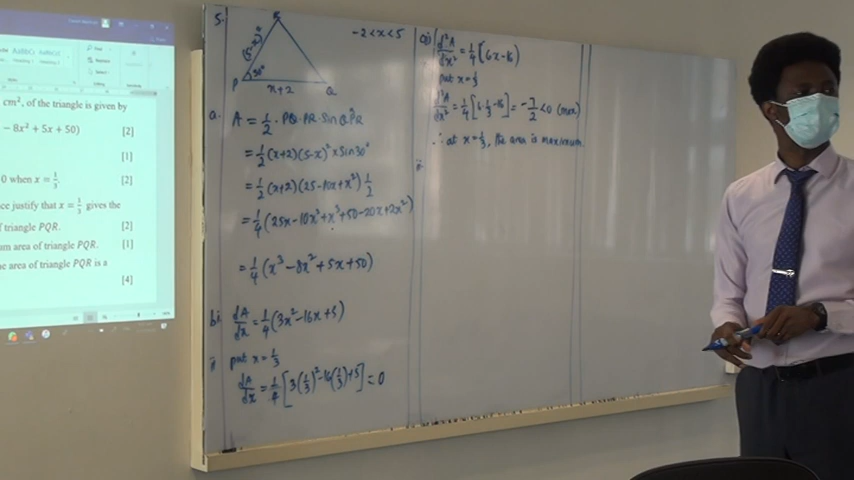 cm², of the triangle is given by
− 8x² + 5x + 50) [2]
[1]
0 when x = 1/3. [2]
ce justify that x = 1/3 gives the
f triangle PQR. [2]
um area of triangle PQR. [1]
he area of triangle PQR is a
[4]
5.
-2 < x < 5
R
(5-x)²
30°
P
x+2
Q
a. A = 1/2 . PQ.PR.Sin QP̂R
= 1/2 (x+2)(5-x)² x Sin30°
= 1/2 (x+2)(25-10x+x²) 1/2
= 1/4 (25x-10x²+x³+50-20x+2x²)
= 1/4 (x³-8x²+5x+50)
bi. dA/dx = 1/4 (3x²-16x+5)
ii put x = 1/3
dA/dx = 1/4 [3(1/3)²-16(1/3)+5] = 0
d²A/dx² = 1/4 [6x-16]
put x = 1/3
d²A/dx² = 1/4 [6.1/3-16] = -7/2 < 0 (max)
∴ at x = 1/3, the area is maximum.
ii